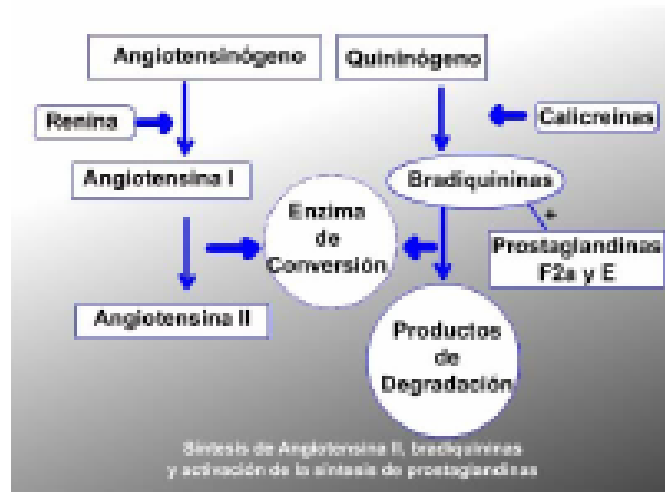 Angiotensinógeno
Quininógeno
Renina
Calicreinas
Angiotensina I
Bradiquininas
Enzima
de
Conversión
+
Prostaglandinas
F2a y E
Angiotensina II
Productos
de
Degradación
Síntesis de Angiotensina II, bradiquininas
y activación de la síntesis de prostaglandinas